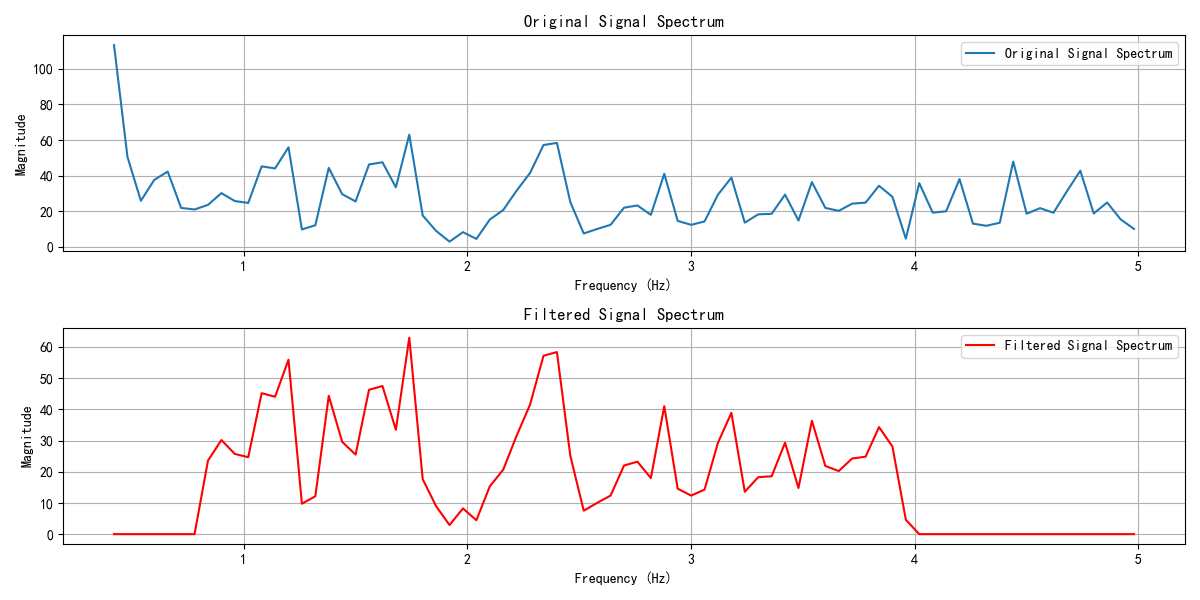 Original Signal Spectrum
Original Signal Spectrum
Magnitude
100
80
60
40
20
0
1 2 3 4 5
Frequency (Hz)
Filtered Signal Spectrum
Filtered Signal Spectrum
Magnitude
60
50
40
30
20
10
0
1 2 3 4 5
Frequency (Hz)